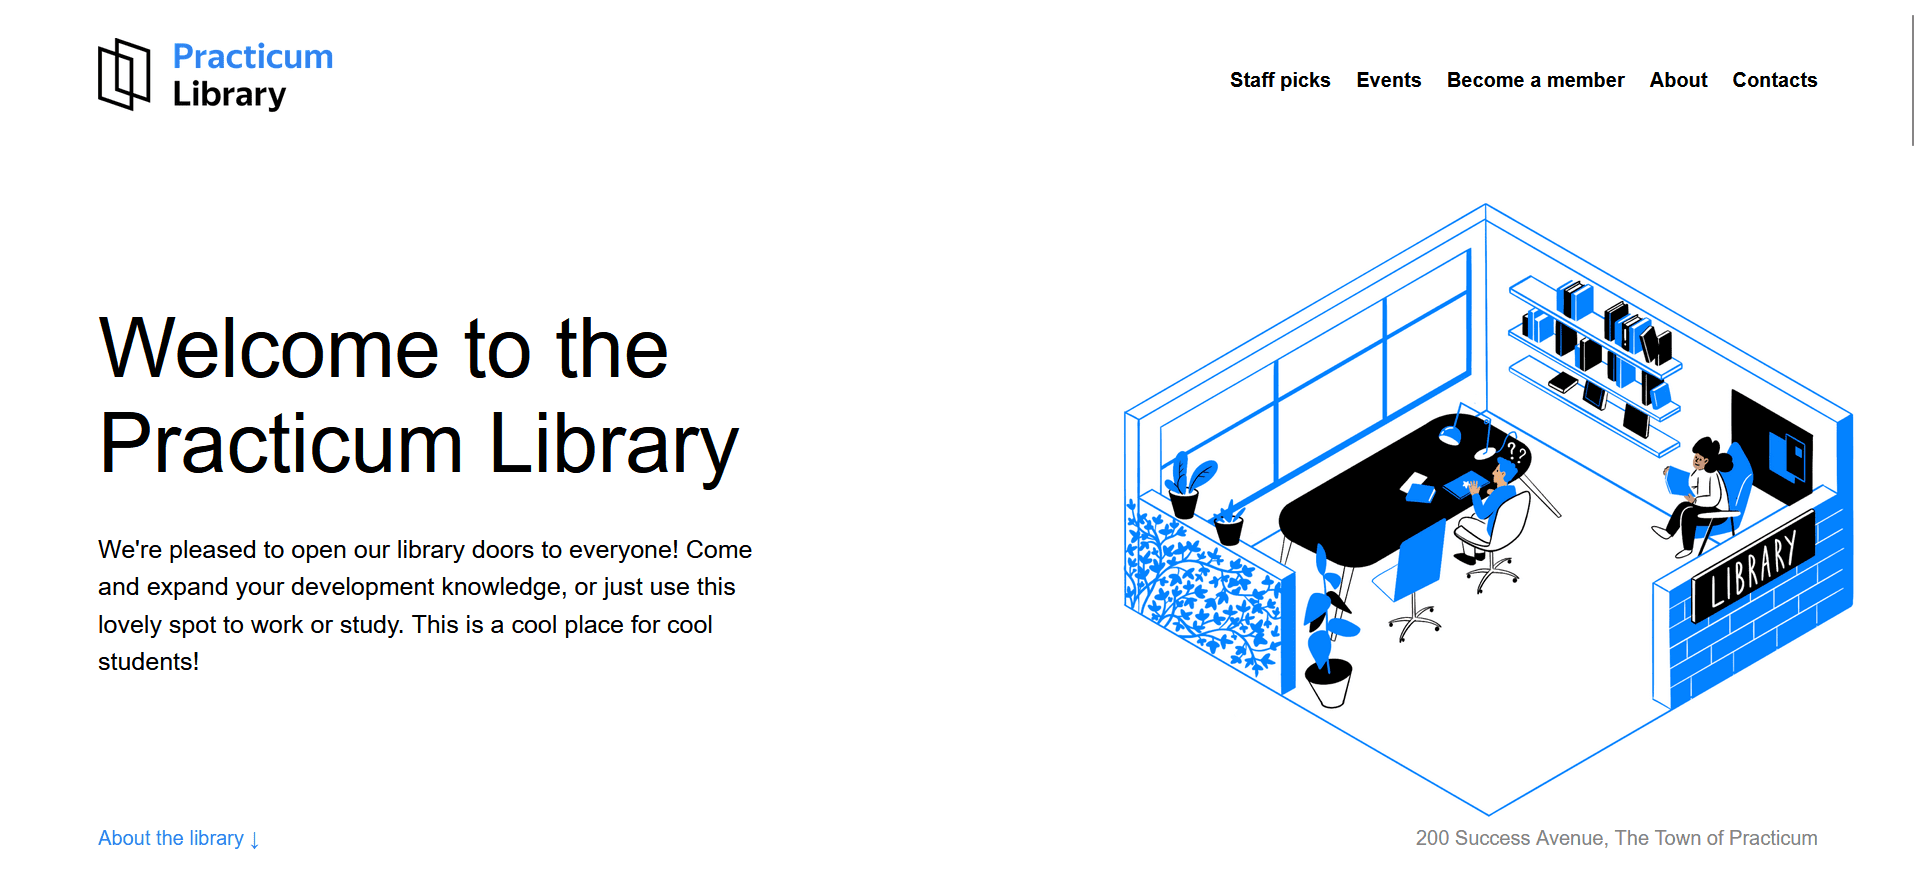 Practicum
Library
Staff picks Events Become a member About Contacts
Welcome to the
Practicum Library
We're pleased to open our library doors to everyone! Come
and expand your development knowledge, or just use this
lovely spot to work or study. This is a cool place for cool
students!
??
LIBRARY
About the library ↓
200 Success Avenue, The Town of Practicum